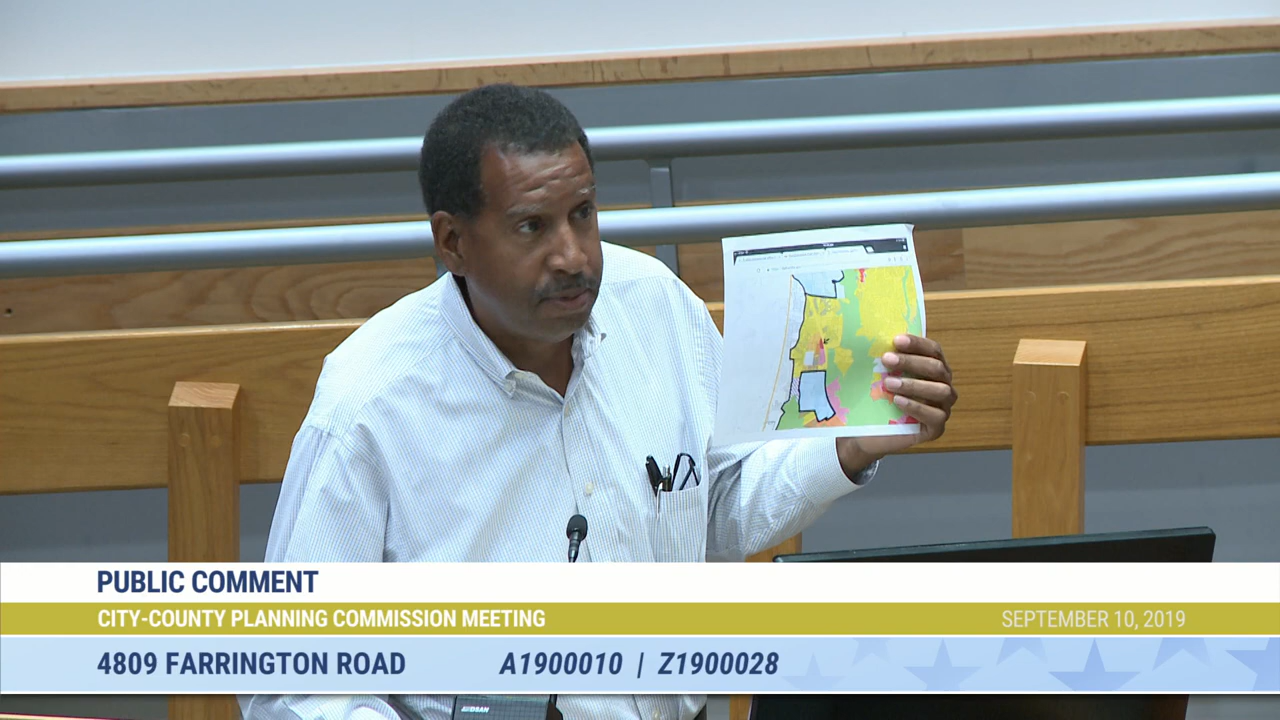 PUBLIC COMMENT
CITY-COUNTY PLANNING COMMISSION MEETING
SEPTEMBER 10, 2019
4809 FARRINGTON ROAD
A1900010 | Z1900028